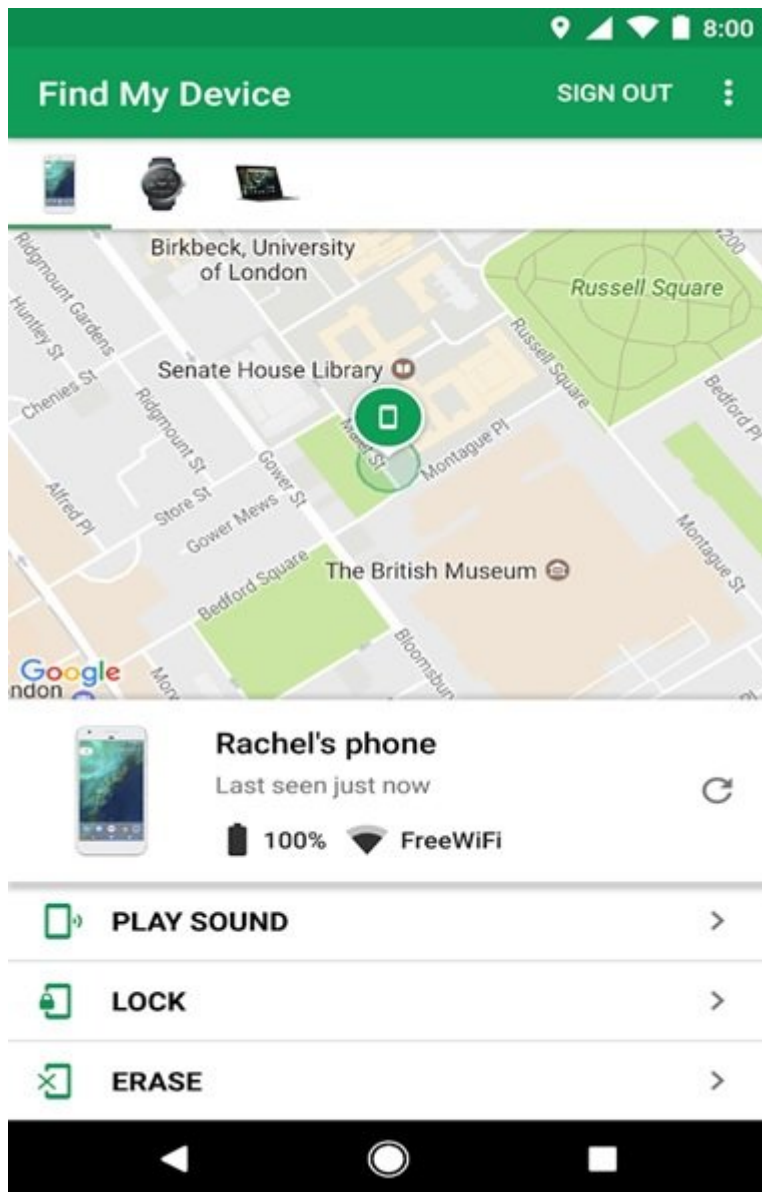 8:00
Find My Device
SIGN OUT
Birkbeck, University
of London
Russell Square
Ridgmount Gardens
Huntley St
Senate House Library
Russell Square
Chenies St
Ridgmount St
Bedford Pl
Malet St
Montague Pl
Gower St
Store St
Alfred Pl
Gower Mews
Montague St
The British Museum
Bedford Square
Google
ndon
Rachel's phone
Last seen just now
100%
FreeWiFi
PLAY SOUND
LOCK
ERASE